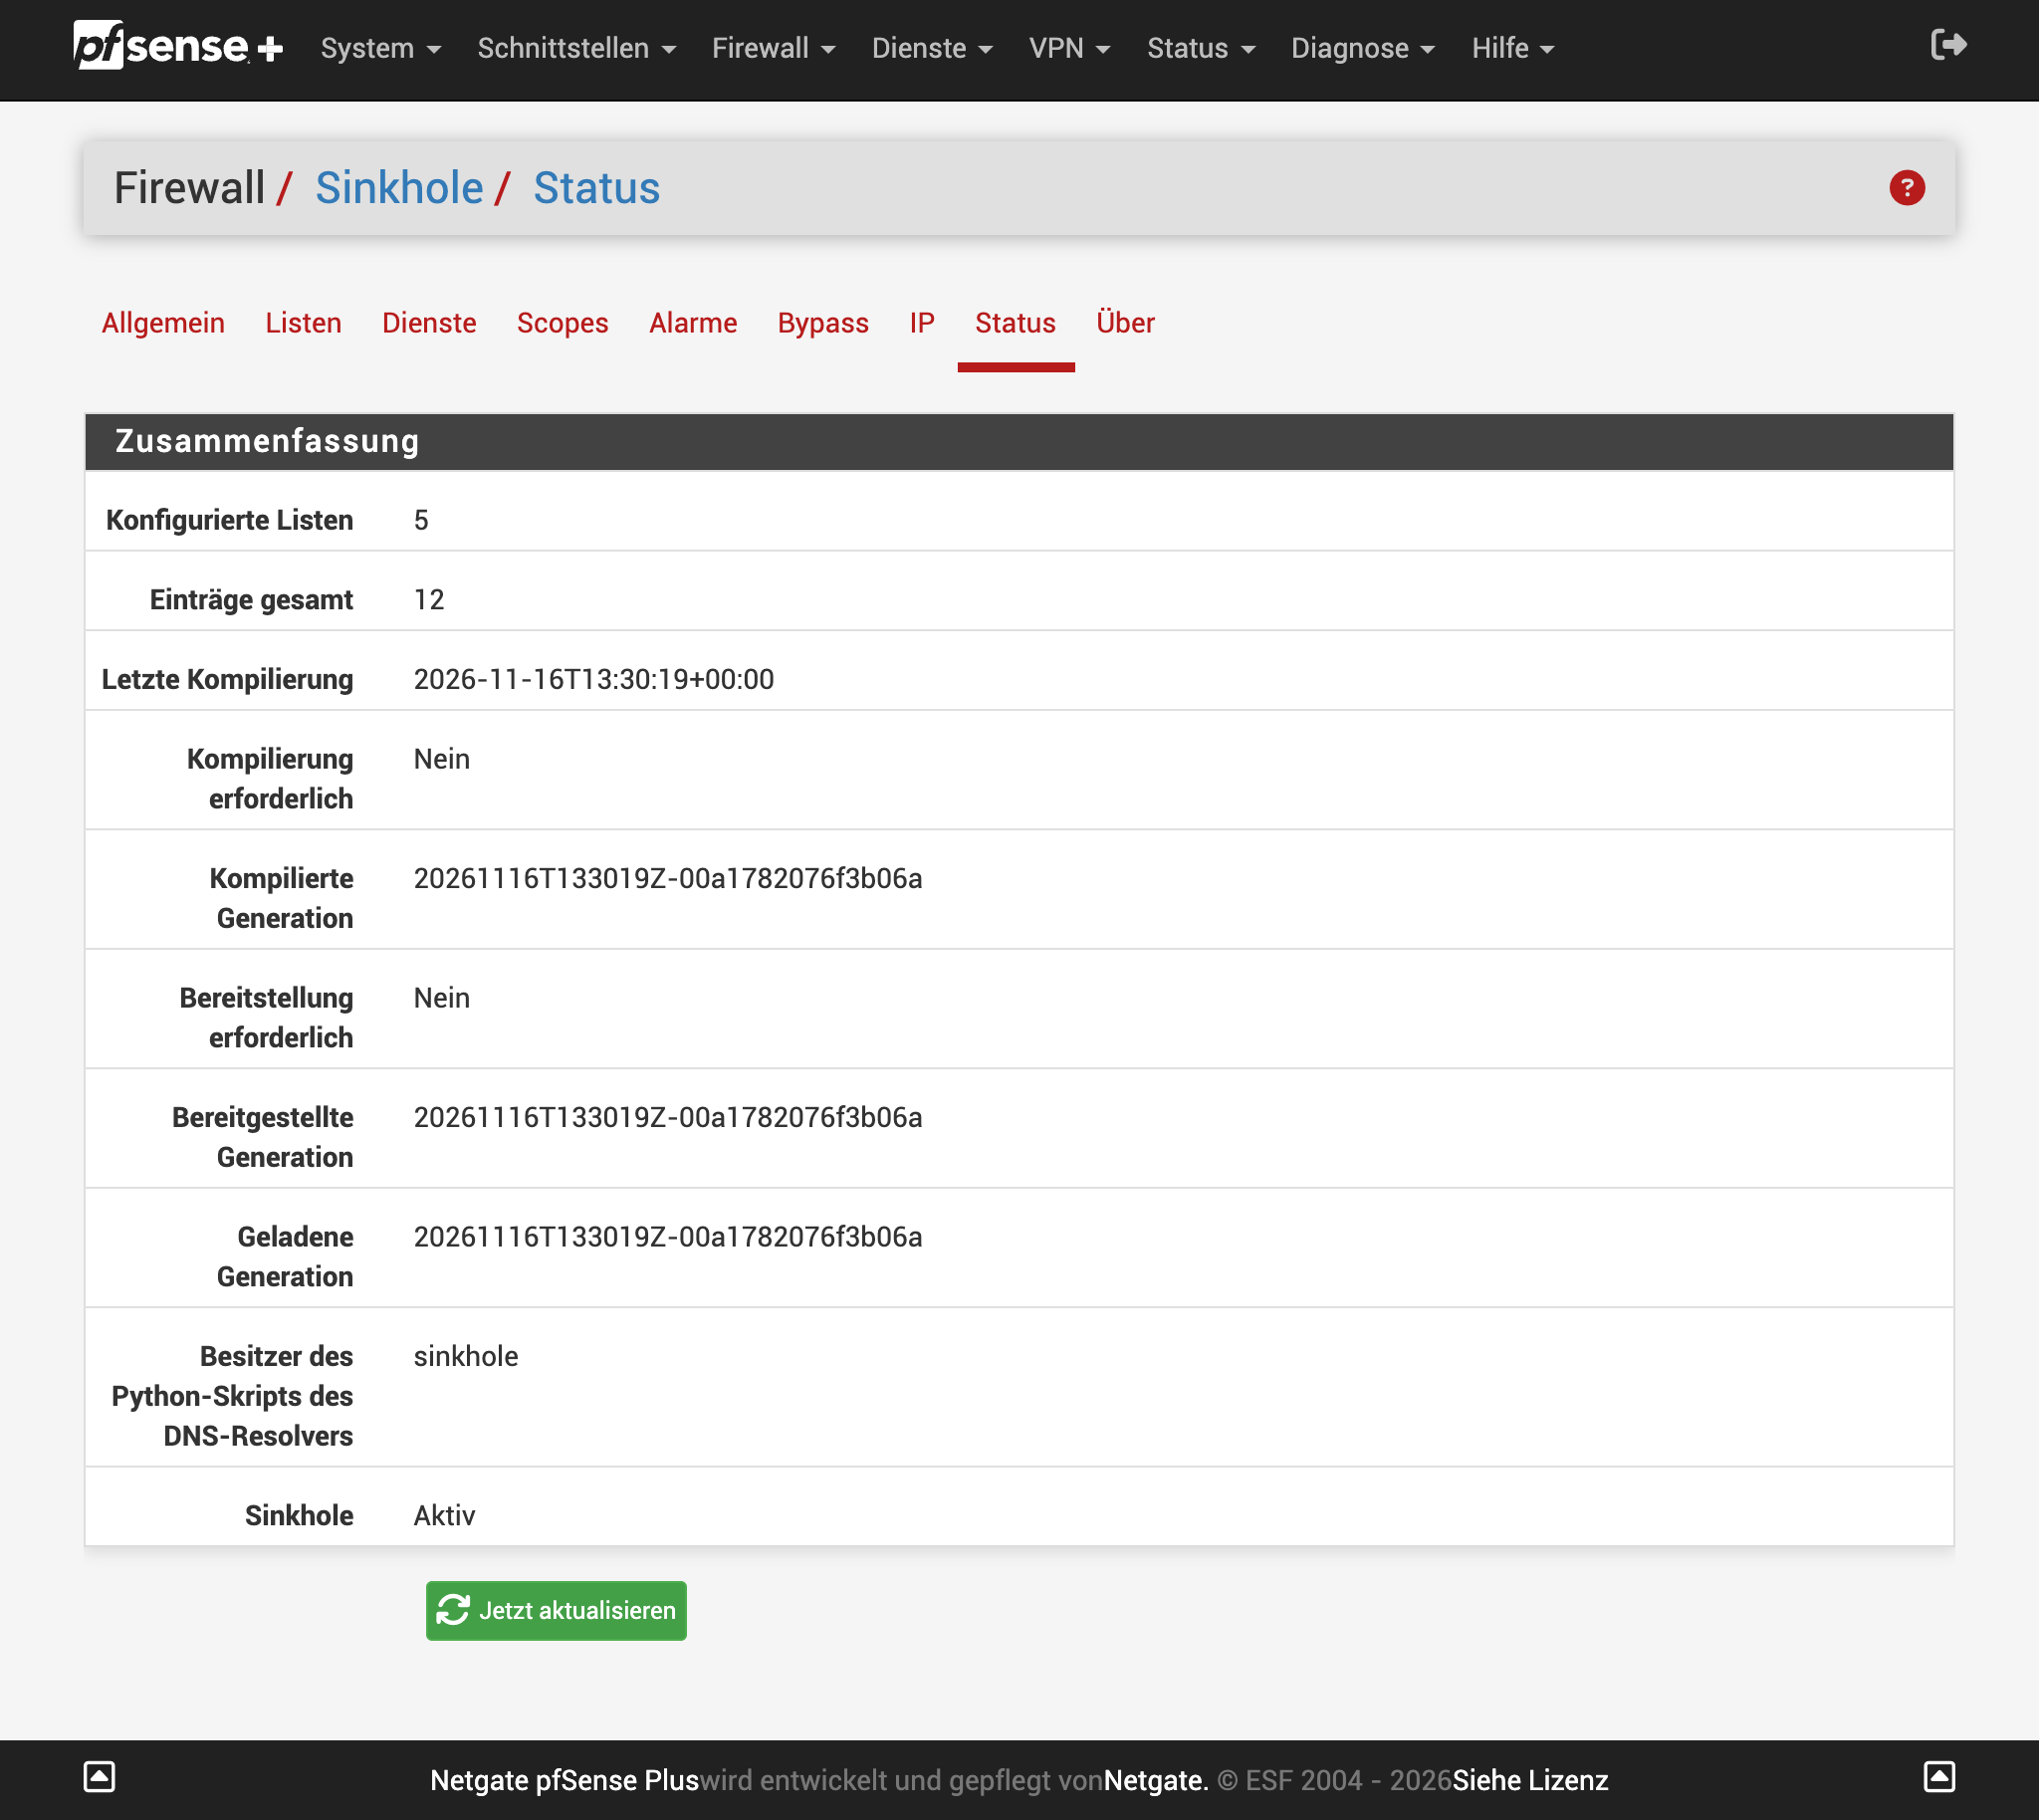 pfsense+ System Schnittstellen Firewall Dienste VPN Status Diagnose Hilfe
Firewall / Sinkhole / Status
Allgemein Listen Dienste Scopes Alarme Bypass IP Status Über
Zusammenfassung
Konfigurierte Listen 5
Einträge gesamt 12
Letzte Kompilierung 2026-11-16T13:30:19+00:00
Kompilierung Nein
erforderlich
Kompilierte 20261116T133019Z-00a1782076f3b06a
Generation
Bereitstellung Nein
erforderlich
Bereitgestellte 20261116T133019Z-00a1782076f3b06a
Generation
Geladene 20261116T133019Z-00a1782076f3b06a
Generation
Besitzer des sinkhole
Python-Skripts des
DNS-Resolvers
Sinkhole Aktiv
Jetzt aktualisieren
Netgate pfSense Pluswird entwickelt und gepflegt vonNetgate. © ESF 2004 - 2026Siehe Lizenz